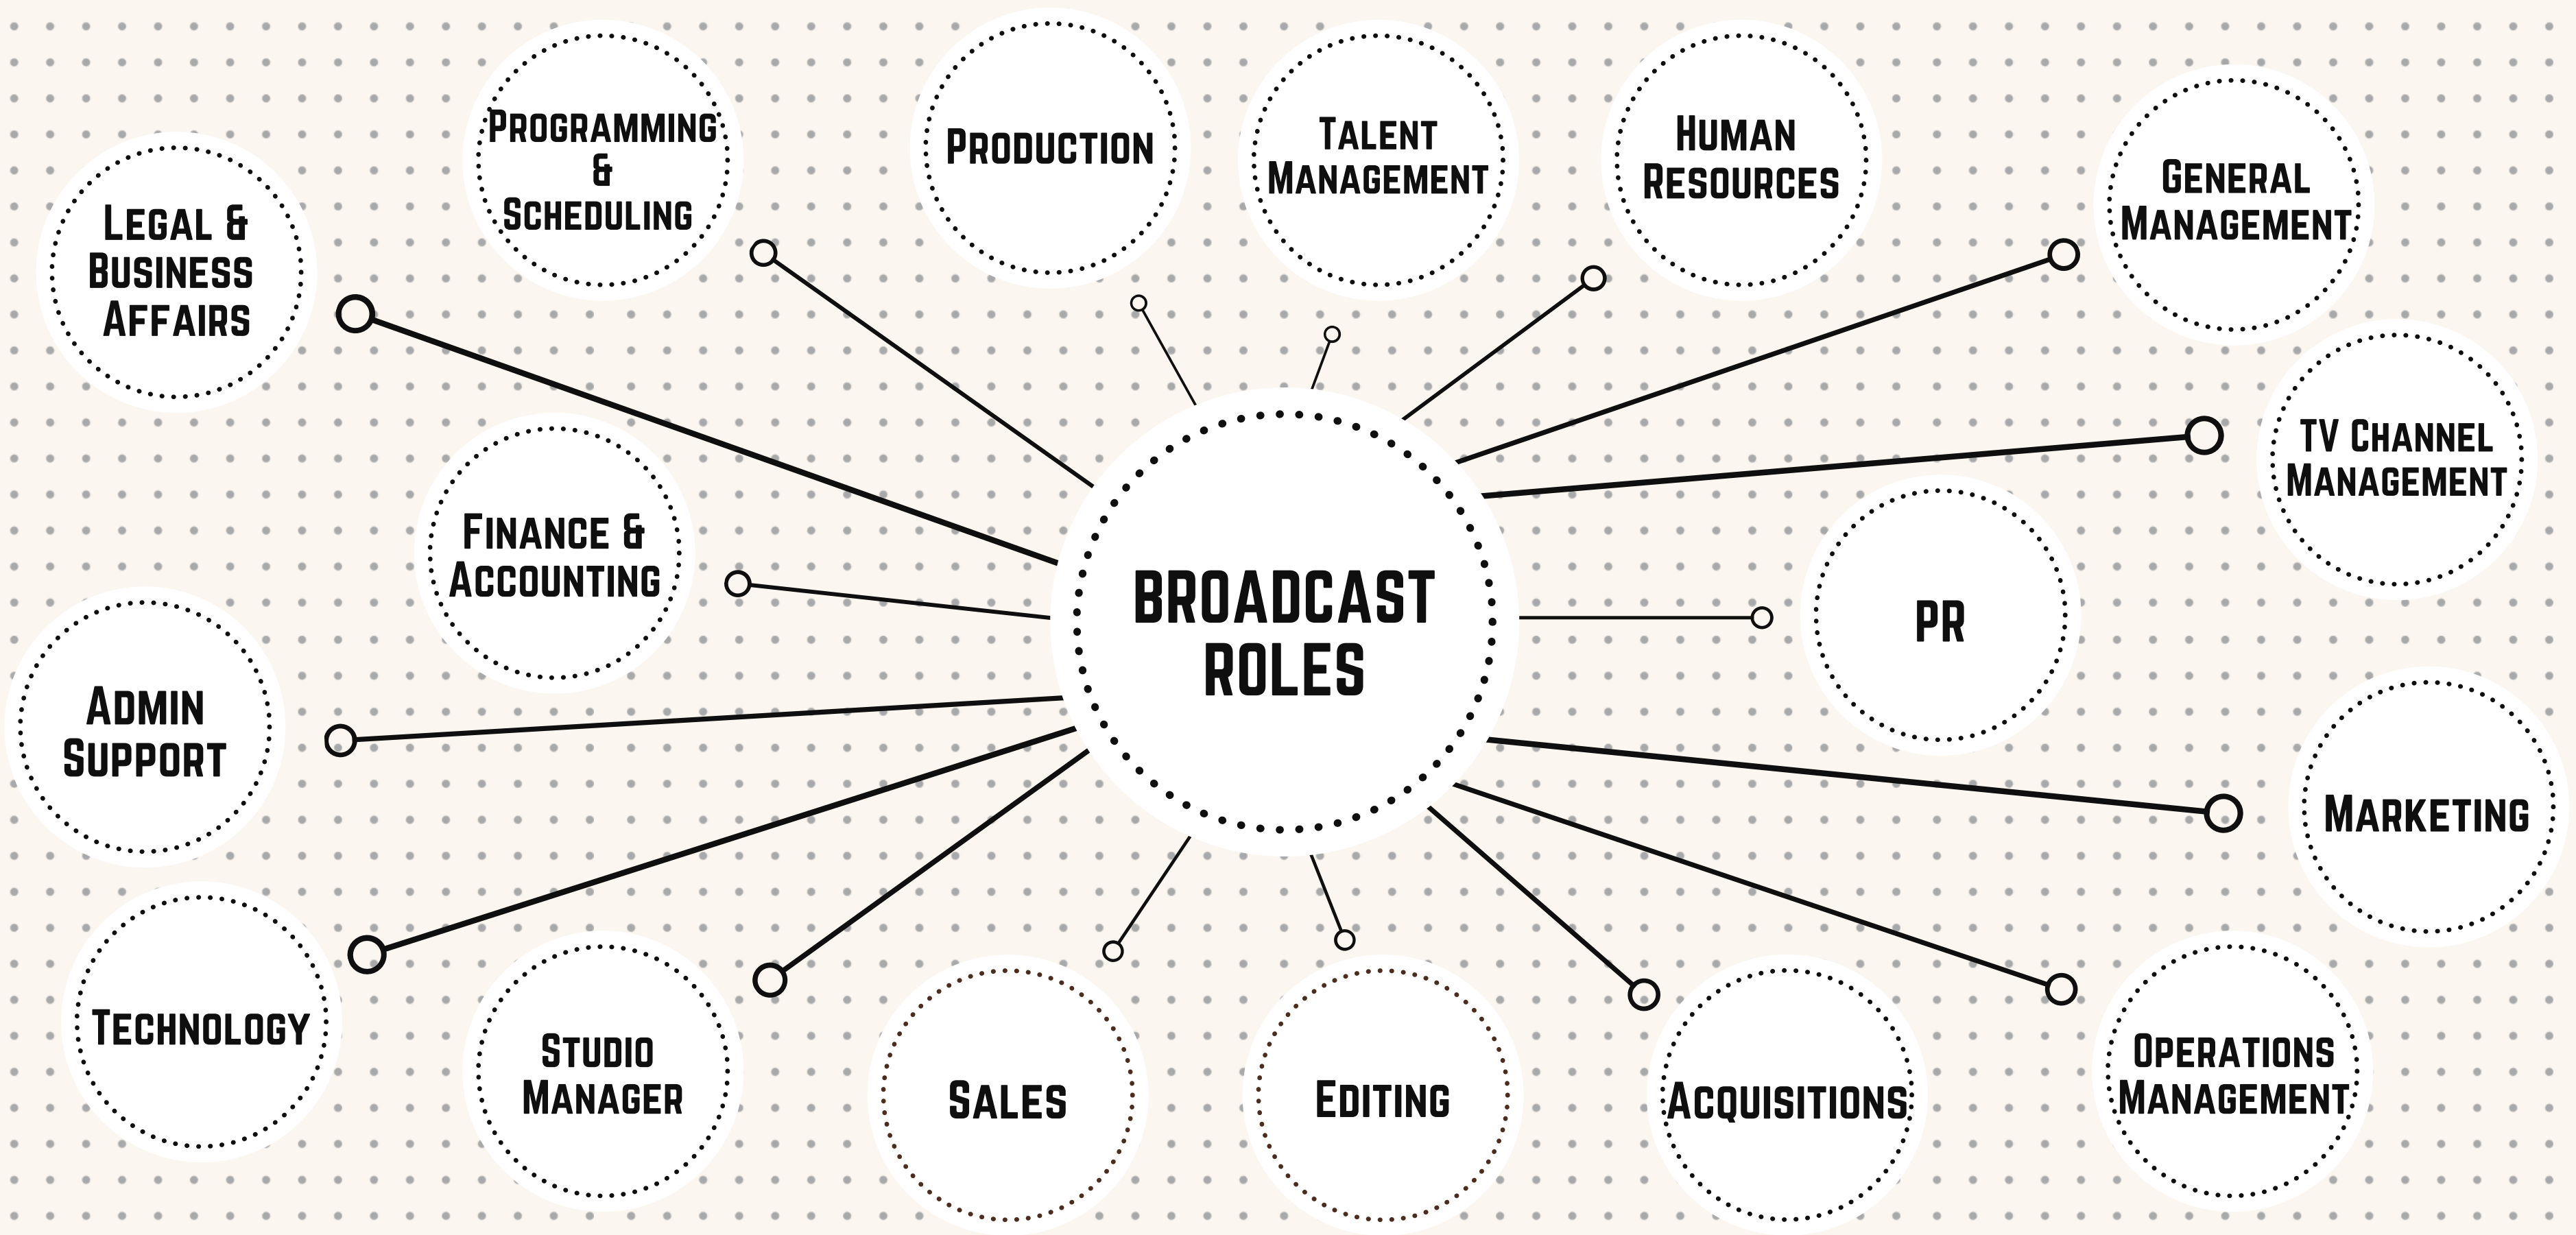 Programming
&
Scheduling
Production
Talent
Management
Human
Resources
General
Management
Legal &
Business
Affairs
TV Channel
Management
Finance &
Accounting
BROADCAST
ROLES
PR
Admin
Support
Marketing
Technology
Studio
Manager
Sales
Editing
Acquisitions
Operations
Management